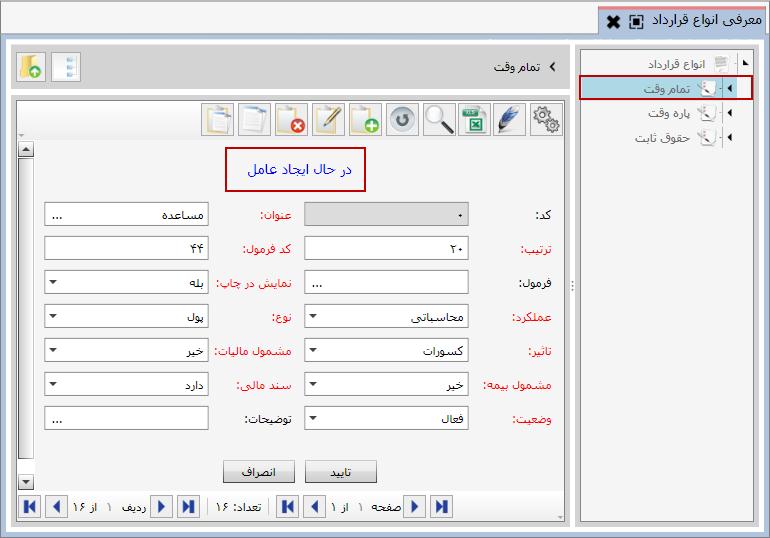 معرفی انواع قرارداد
انواع قرارداد
تمام وقت
پاره وقت
حقوق ثابت
تمام وقت
در حال ایجاد عامل
کد: ۰ عنوان: مساعده ...
ترتیب: ۲۰ کد فرمول: ۴۴
فرمول: ... نمایش در چاپ: بله
عملکرد: محاسباتی نوع: پول
تاثیر: کسورات مشمول مالیات: خیر
مشمول بیمه: خیر سند مالی: دارد
وضعیت: فعال توضیحات: ...
تایید انصراف
صفحه ۱ از ۱ تعداد: ۱۶ ردیف ۱ از ۱۶